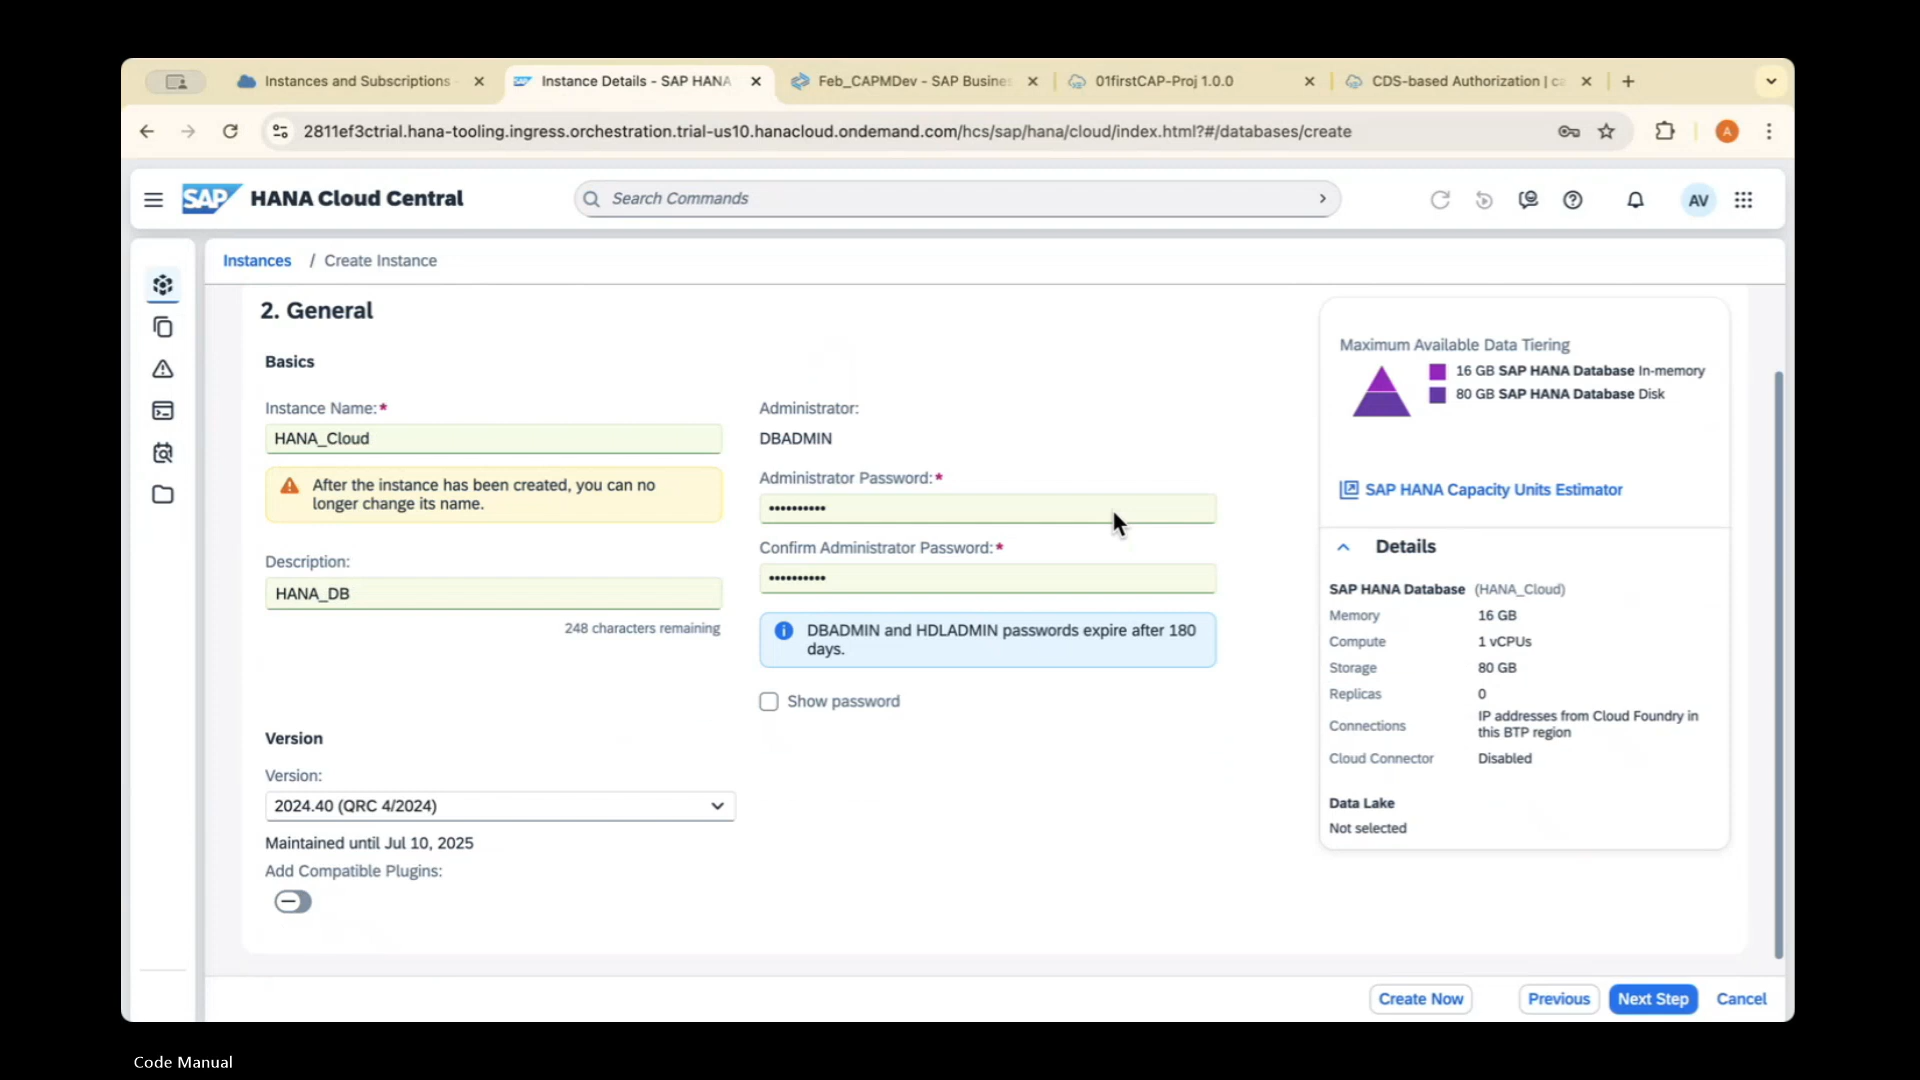 Instances and Subscriptions -
Instance Details - SAP HANA
Feb_CAPMDev - SAP Busine
01firstCAP-Proj 1.0.0
CDS-based Authorization | ca
2811ef3ctrial.hana-tooling.ingress.orchestration.trial-us10.hanacloud.ondemand.com/hcs/sap/hana/cloud/index.html?#/databases/create
A
SAP HANA Cloud Central
Search Commands
AV
Instances / Create Instance
2. General
Basics
Instance Name:*
HANA_Cloud
After the instance has been created, you can no
longer change its name.
Description:
HANA_DB
248 characters remaining
Administrator:
DBADMIN
Administrator Password:*
••••••••••
Confirm Administrator Password:*
••••••••••
DBADMIN and HDLADMIN passwords expire after 180
days.
Show password
Version
Version:
2024.40 (QRC 4/2024)
Maintained until Jul 10, 2025
Add Compatible Plugins:
Maximum Available Data Tiering
16 GB SAP HANA Database In-memory
80 GB SAP HANA Database Disk
SAP HANA Capacity Units Estimator
Details
SAP HANA Database (HANA_Cloud)
Memory 16 GB
Compute 1 vCPUs
Storage 80 GB
Replicas 0
Connections IP addresses from Cloud Foundry in
this BTP region
Cloud Connector Disabled
Data Lake
Not selected
Create Now
Previous
Next Step
Cancel
Code Manual